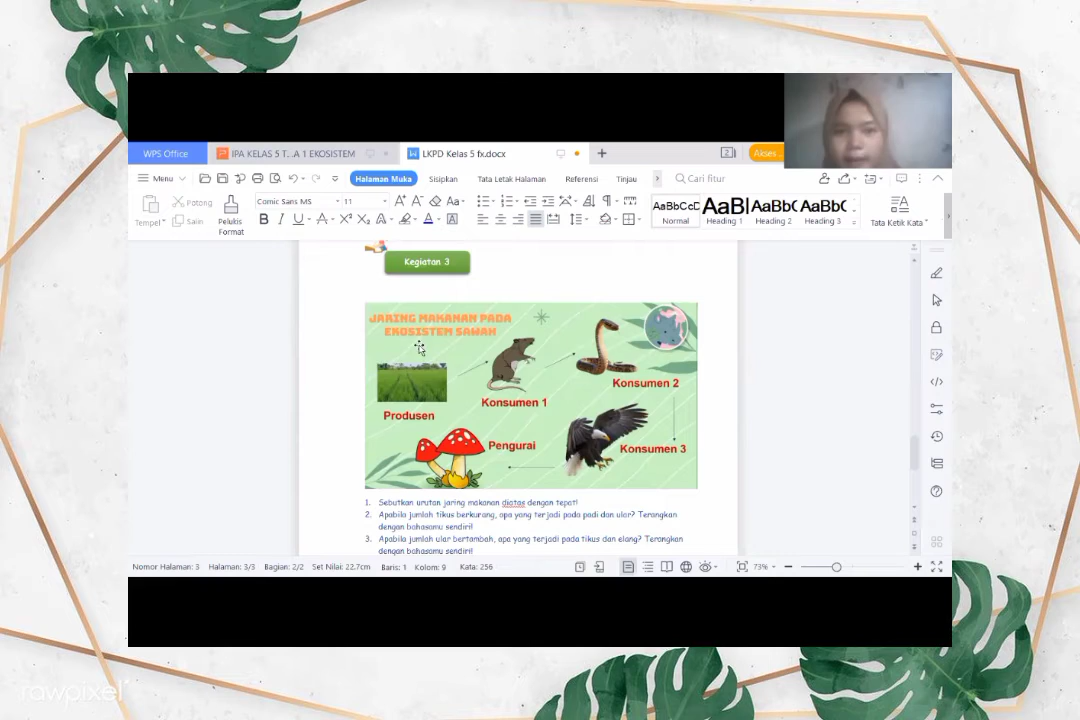 WPS Office
IPA KELAS 5 T...A 1 EKOSISTEM
LKPD Kelas 5 fx.docx
+
2
Akses
Menu
Halaman Muka
Sisipkan
Tata Letak Halaman
Referensi
Tinjau
Cari fitur
Tempel
Potong
Salin
Pelukis
Format
Comic Sans MS
11
AaBbCcD
Normal
AaBl
Heading 1
AaBbC
Heading 2
AaBbC
Heading 3
Tata Ketik Kata
Kegiatan 3
JARING MAKANAN PADA
EKOSISTEM SAWAH
Produsen
Konsumen 1
Konsumen 2
Konsumen 3
Pengurai
1. Sebutkan urutan jaring makanan diatas dengan tepat!
2. Apabila jumlah tikus berkurang, apa yang terjadi pada padi dan ular? Terangkan
dengan bahasamu sendiri!
3. Apabila jumlah ular bertambah, apa yang terjadi pada tikus dan elang? Terangkan
dengan bahasamu sendiri!
Nomor Halaman: 3 Halaman: 3/3 Bagian: 2/2 Set Nilai: 22.7cm Baris: 1 Kolom: 9 Kata: 256
73%
rawpixel